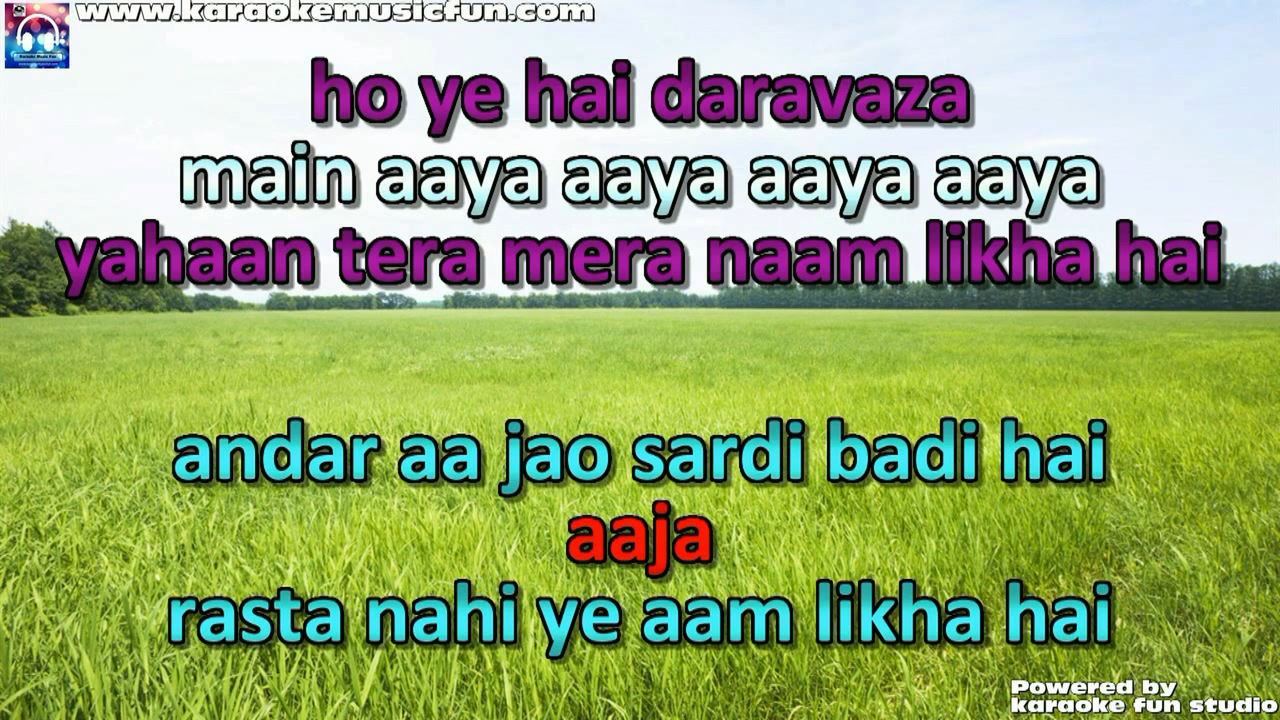 www.karaokemusicfun.com
ho ye hai daravaza
main aaya aaya aaya aaya
yahaan tera mera naam likha hai
andar aa jao sardi badi hai
aaja
rasta nahi ye aam likha hai
Powered by
karaoke fun studio